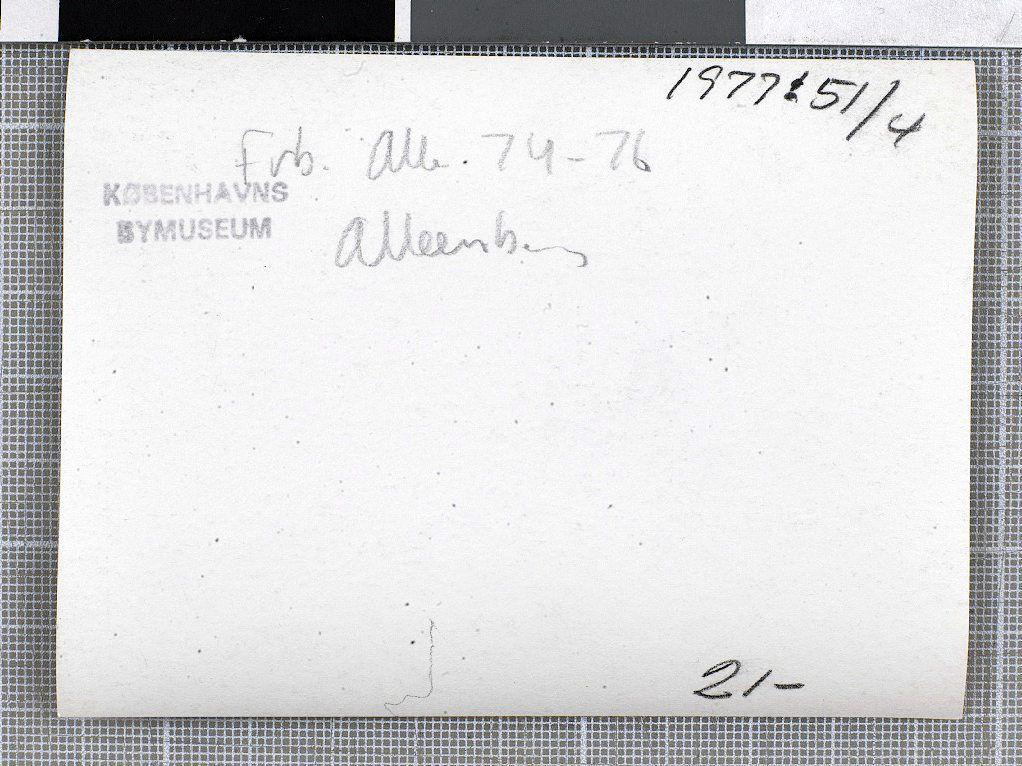 1977:51/4
Frb. Alle. 74-76
KØBENHAVNS
BYMUSEUM
Alleenberg
21-